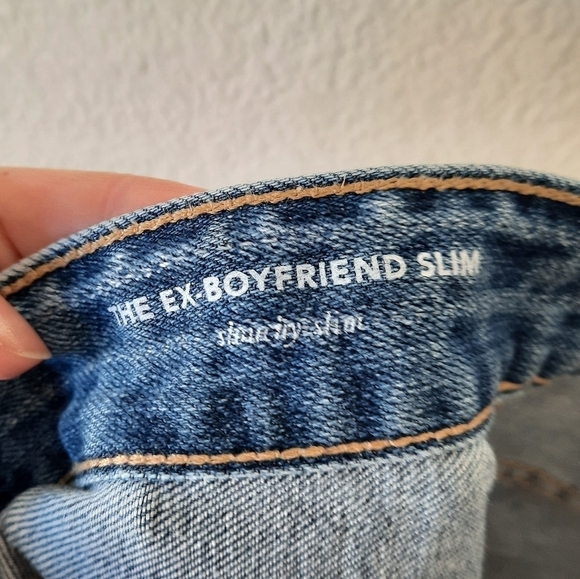 THE EX-BOYFRIEND SLIM
slouchy slim